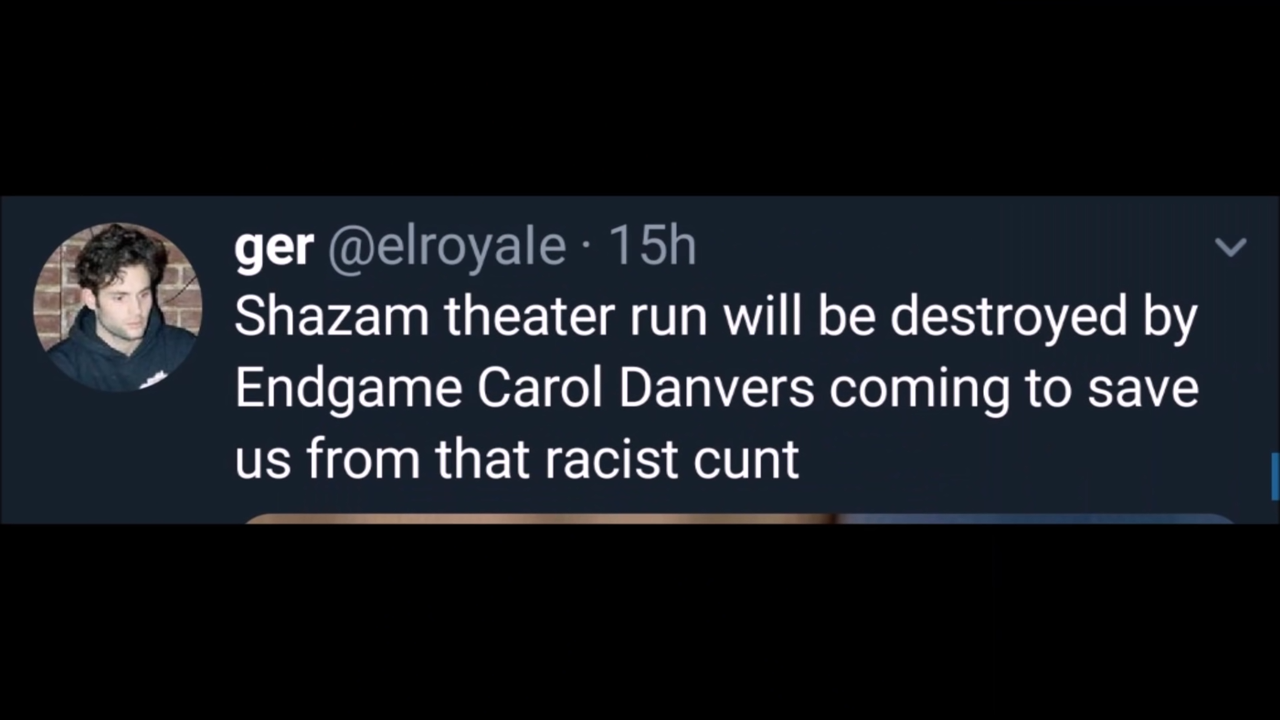 ger @elroyale · 15h
Shazam theater run will be destroyed by
Endgame Carol Danvers coming to save
us from that racist cunt